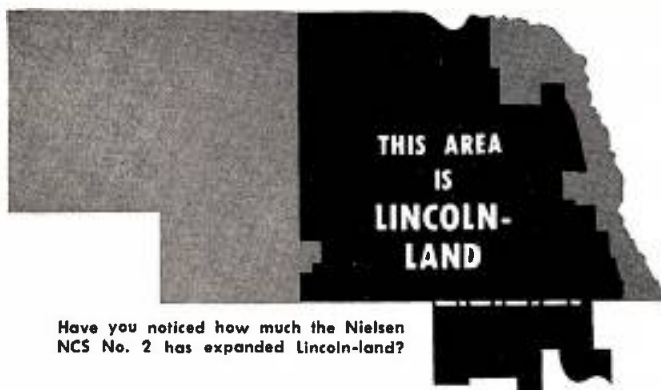 THIS AREA
IS
LINCOLN-
LAND
Have you noticed how much the Nielsen
NCS No. 2 has expanded Lincoln-land?